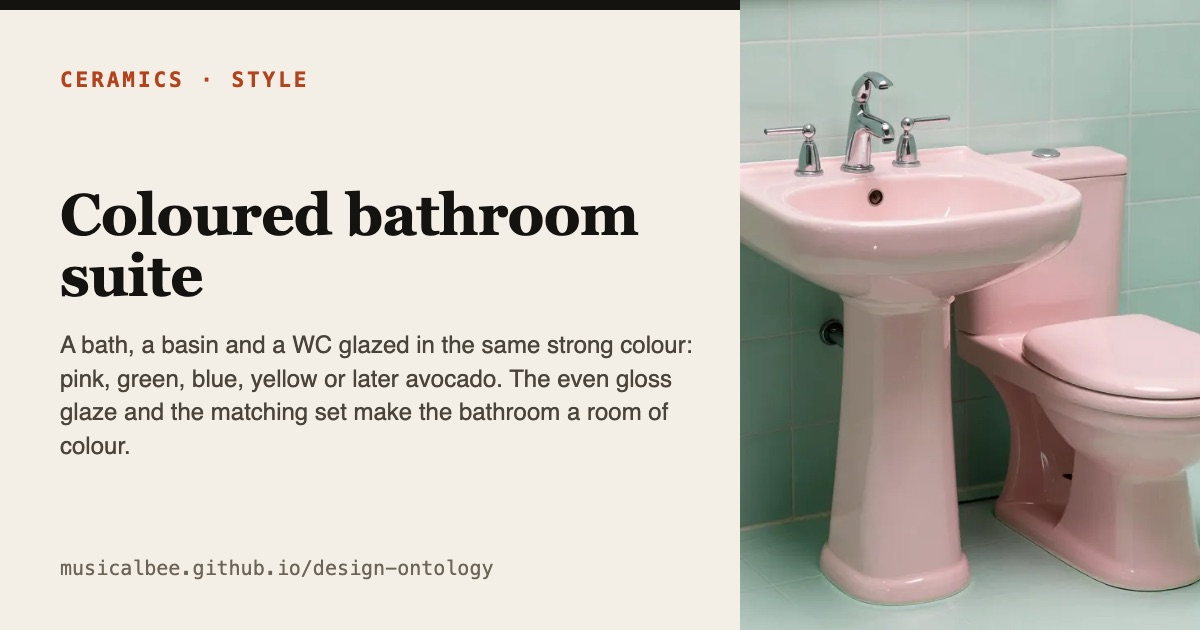 CERAMICS · STYLE
Coloured bathroom
suite
A bath, a basin and a WC glazed in the same strong colour:
pink, green, blue, yellow or later avocado. The even gloss
glaze and the matching set make the bathroom a room of
colour.
musicalbee.github.io/design-ontology